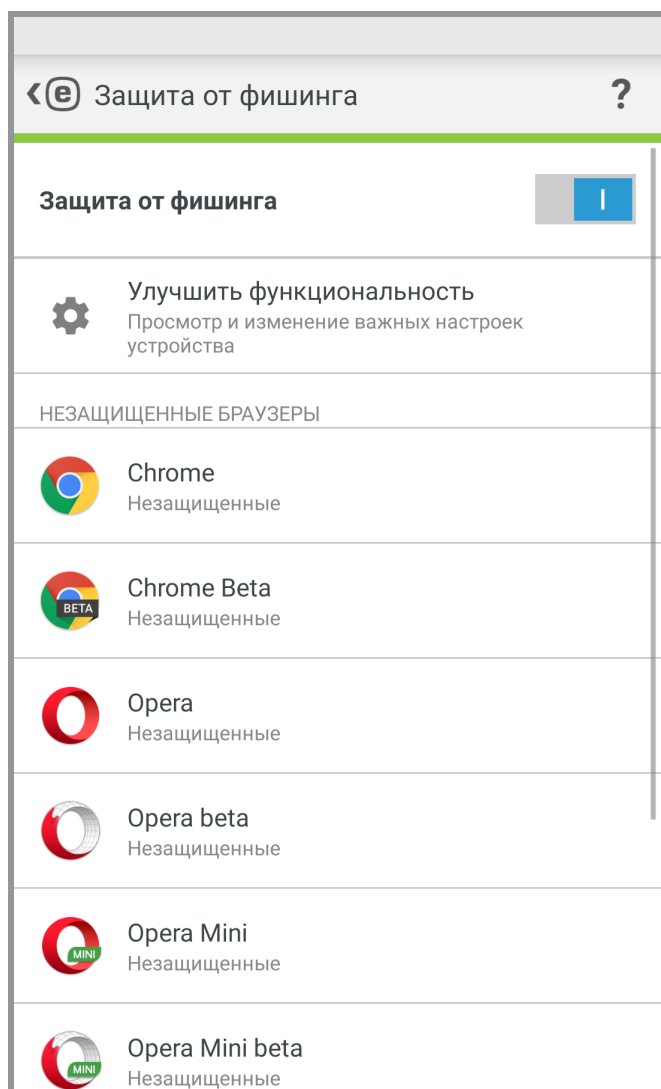 e Защита от фишинга ?
Защита от фишинга
Улучшить функциональность
Просмотр и изменение важных настроек
устройства
НЕЗАЩИЩЕННЫЕ БРАУЗЕРЫ
Chrome
Незащищенные
BETA
Chrome Beta
Незащищенные
Opera
Незащищенные
Opera beta
Незащищенные
MINI
Opera Mini
Незащищенные
MINI
Opera Mini beta
Незащищенные